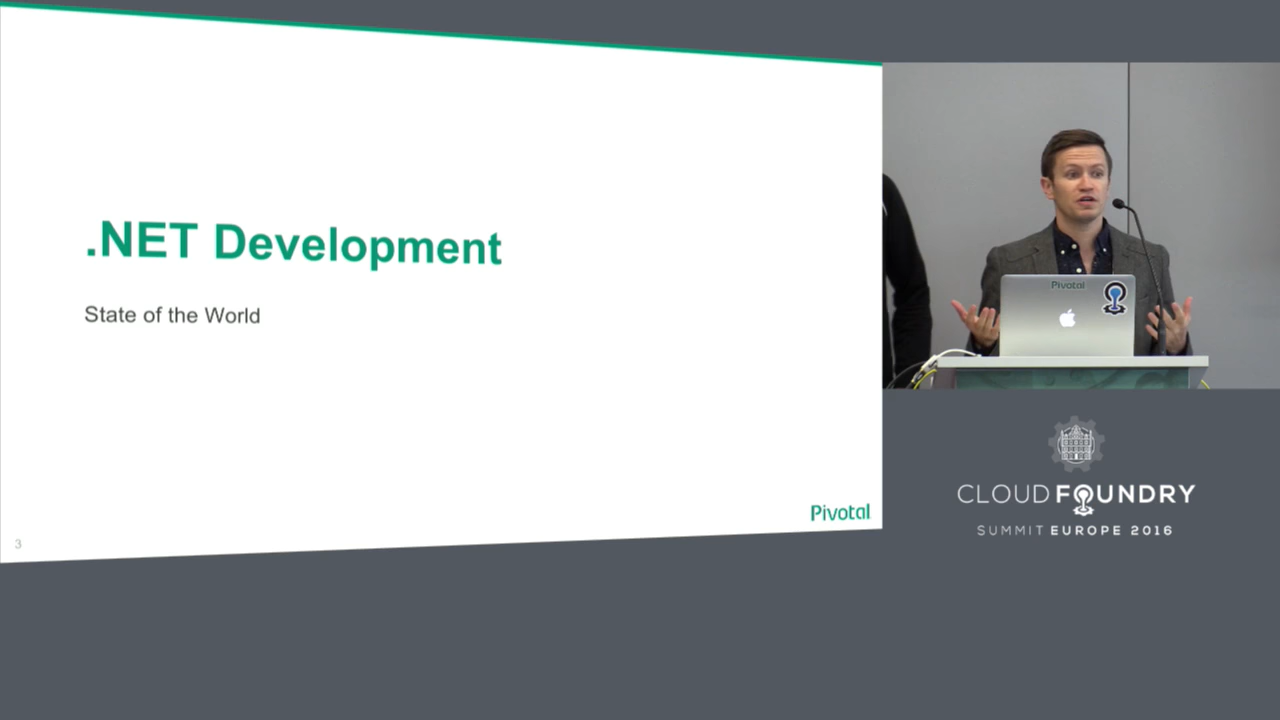 .NET Development
State of the World
Pivotal
3
Pivotal
CLOUD FOUNDRY
SUMMIT EUROPE 2016